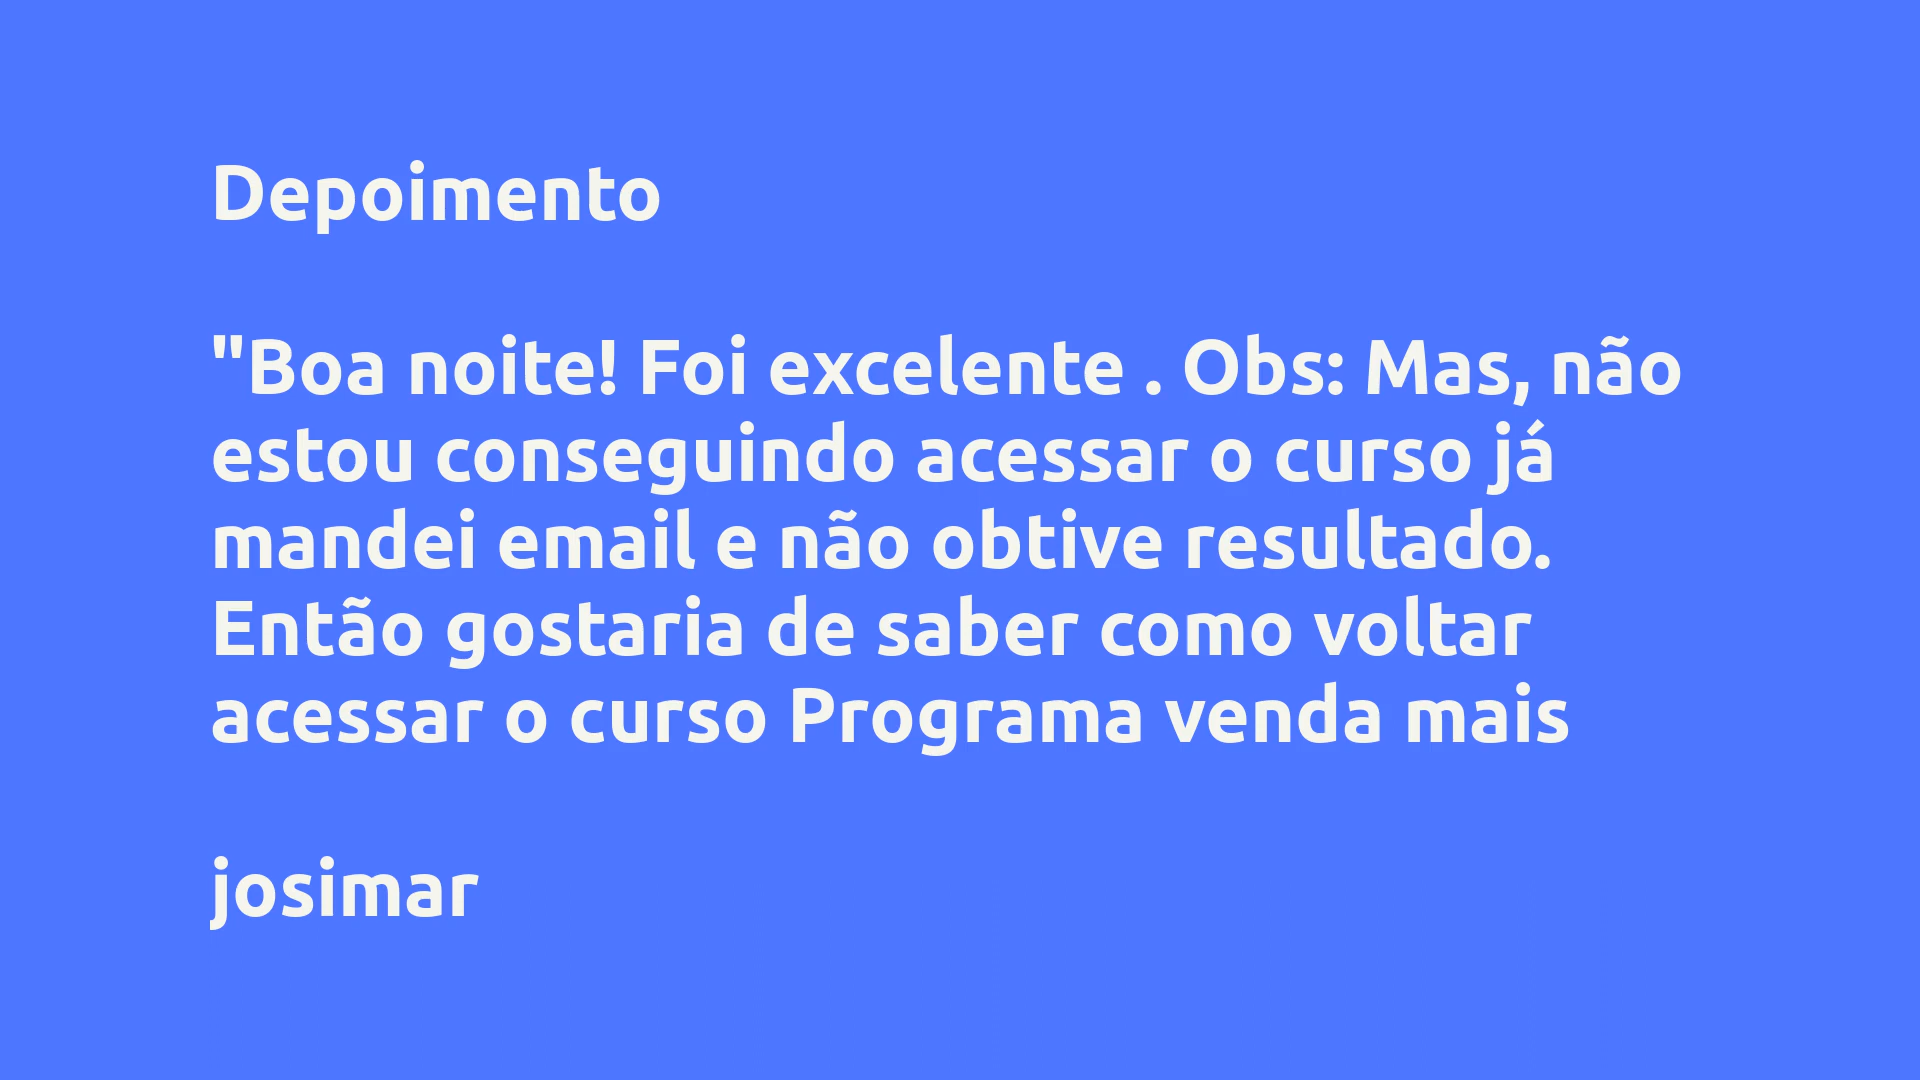 Depoimento
"Boa noite! Foi excelente . Obs: Mas, não
estou conseguindo acessar o curso já
mandei email e não obtive resultado.
Então gostaria de saber como voltar
acessar o curso Programa venda mais
josimar